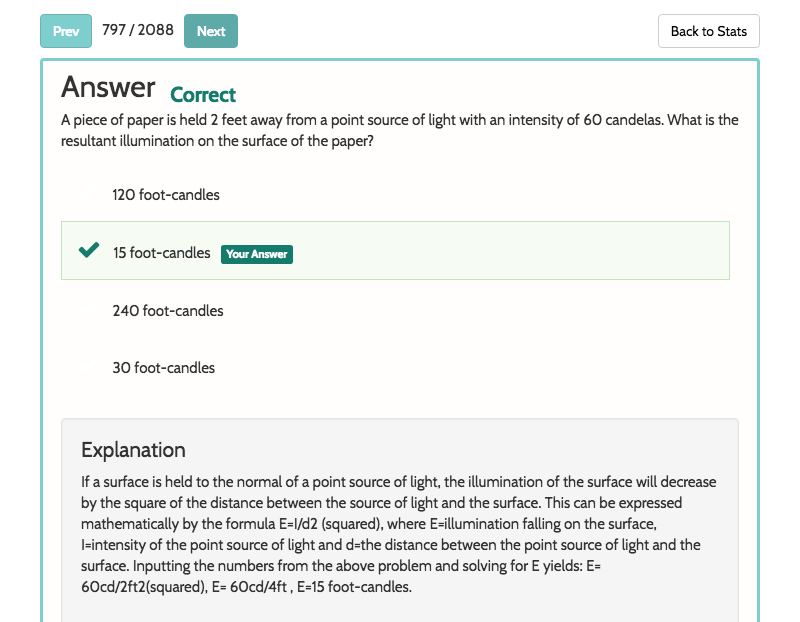 Prev 797 / 2088 Next Back to Stats
Answer Correct
A piece of paper is held 2 feet away from a point source of light with an intensity of 60 candelas. What is the
resultant illumination on the surface of the paper?
120 foot-candles
15 foot-candles Your Answer
240 foot-candles
30 foot-candles
Explanation
If a surface is held to the normal of a point source of light, the illumination of the surface will decrease
by the square of the distance between the source of light and the surface. This can be expressed
mathematically by the formula E=I/d2 (squared), where E=illumination falling on the surface,
I=intensity of the point source of light and d=the distance between the point source of light and the
surface. Inputting the numbers from the above problem and solving for E yields: E=
60cd/2ft2(squared), E= 60cd/4ft , E=15 foot-candles.